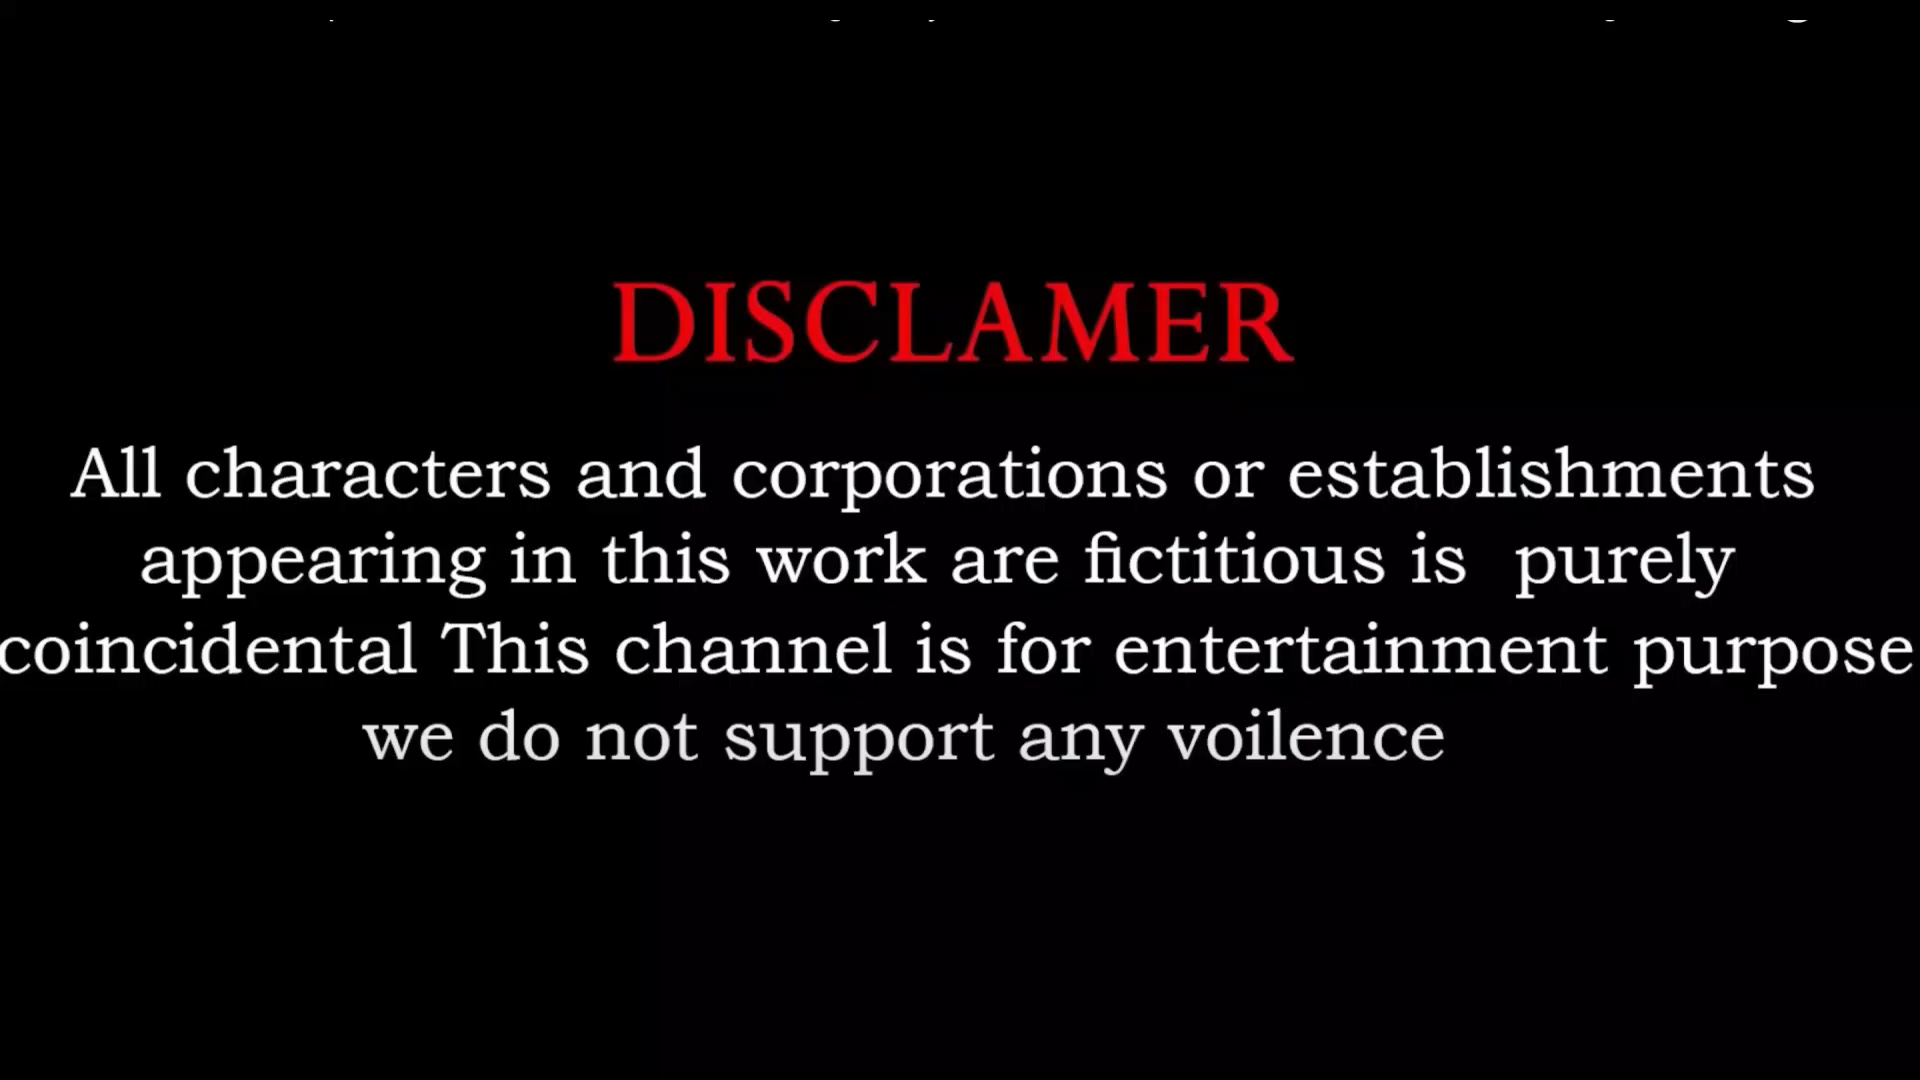 DISCLAMER
All characters and corporations or establishments
appearing in this work are fictitious is purely
coincidental This channel is for entertainment purpose
we do not support any voilence